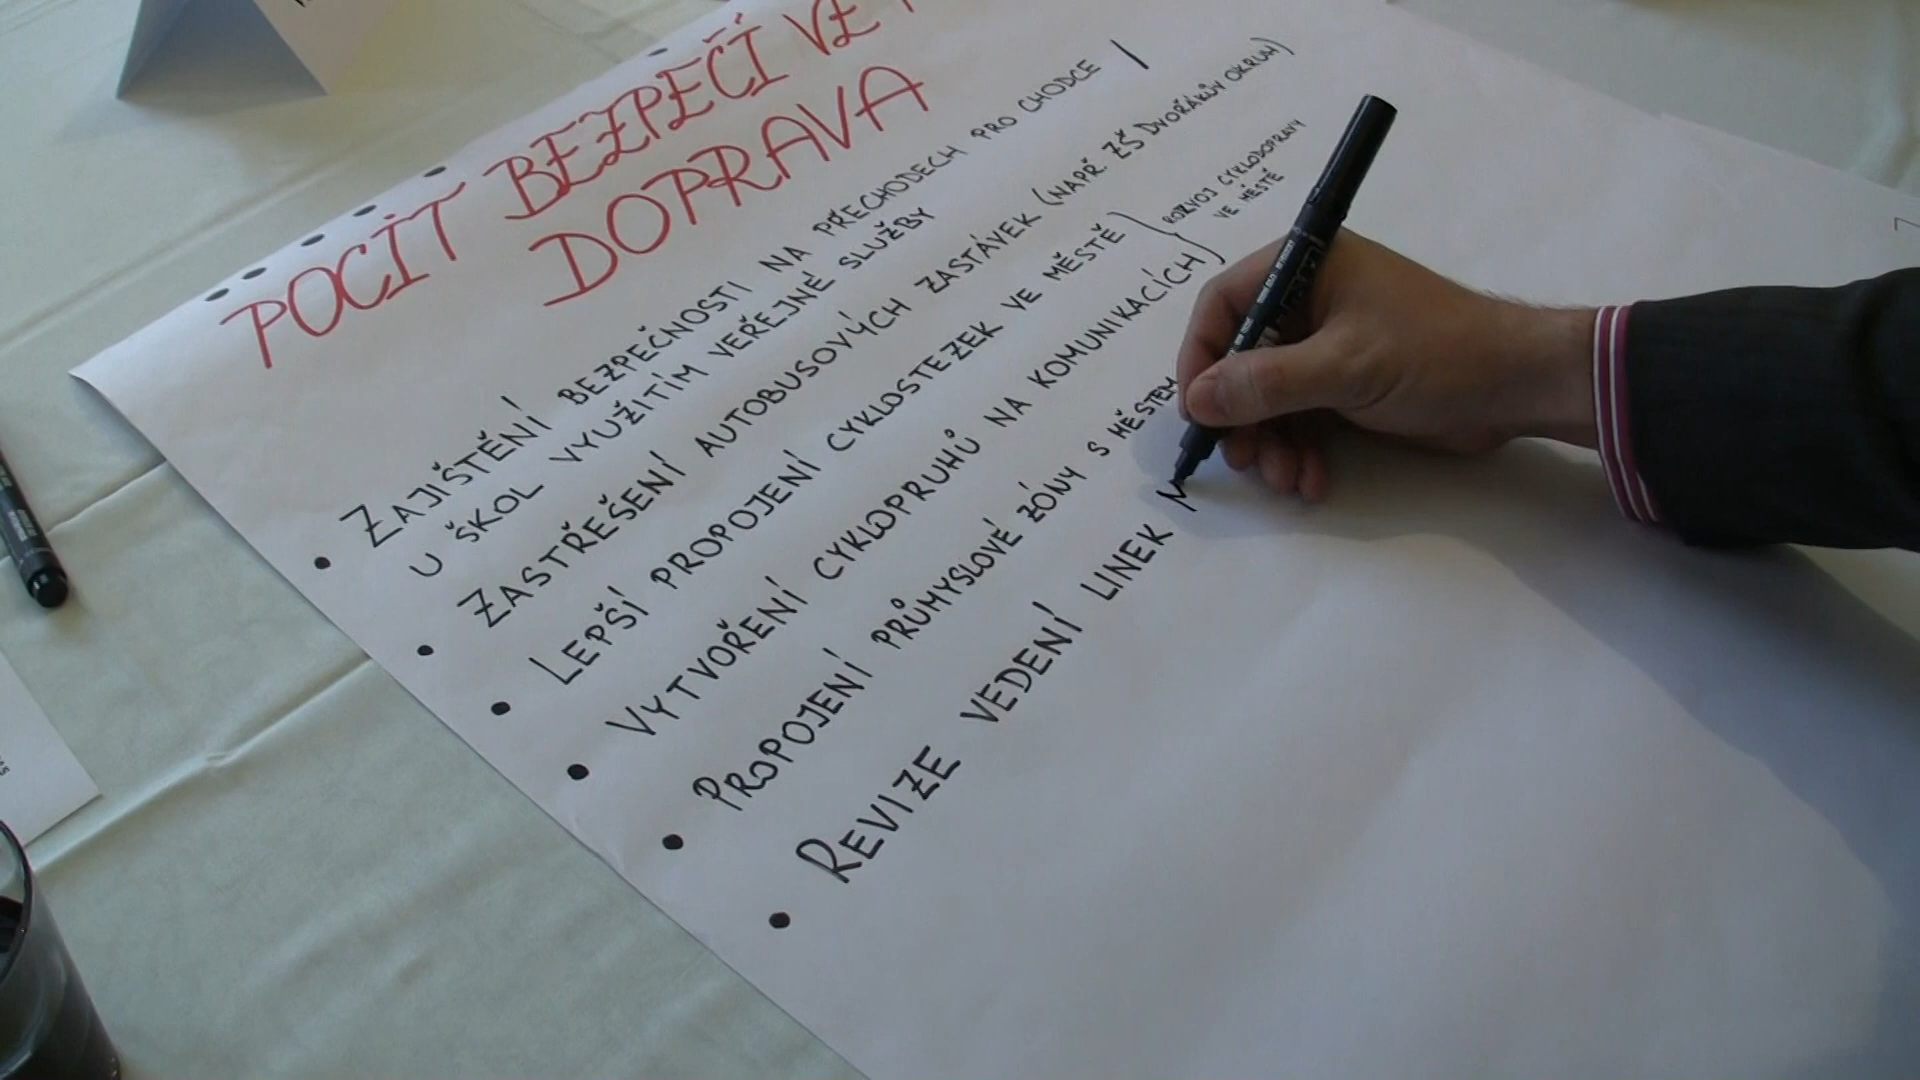 POCIT BEZPEČÍ VE
DOPRAVA
• ZAJIŠTĚNÍ BEZPEČNOSTI NA PŘECHODECH PRO CHODCE
U ŠKOL VYUŽITÍM VEŘEJNÉ SLUŽBY
• ZASTŘEŠENÍ AUTOBUSOVÝCH ZASTÁVEK (NAPŘ. ZŠ DVOŘÁKŮV OKRUH)
• LEPŠÍ PROPOJENÍ CYKLOSTEZEK VE MĚSTĚ
• VYTVOŘENÍ CYKLOPRUHŮ NA KOMUNIKACÍCH
ROZVOJ CYKLODOPRAVY
VE MĚSTĚ
• PROPOJENÍ PRŮMYSLOVÉ ZÓNY S MĚSTEM
• REVIZE VEDENÍ LINEK